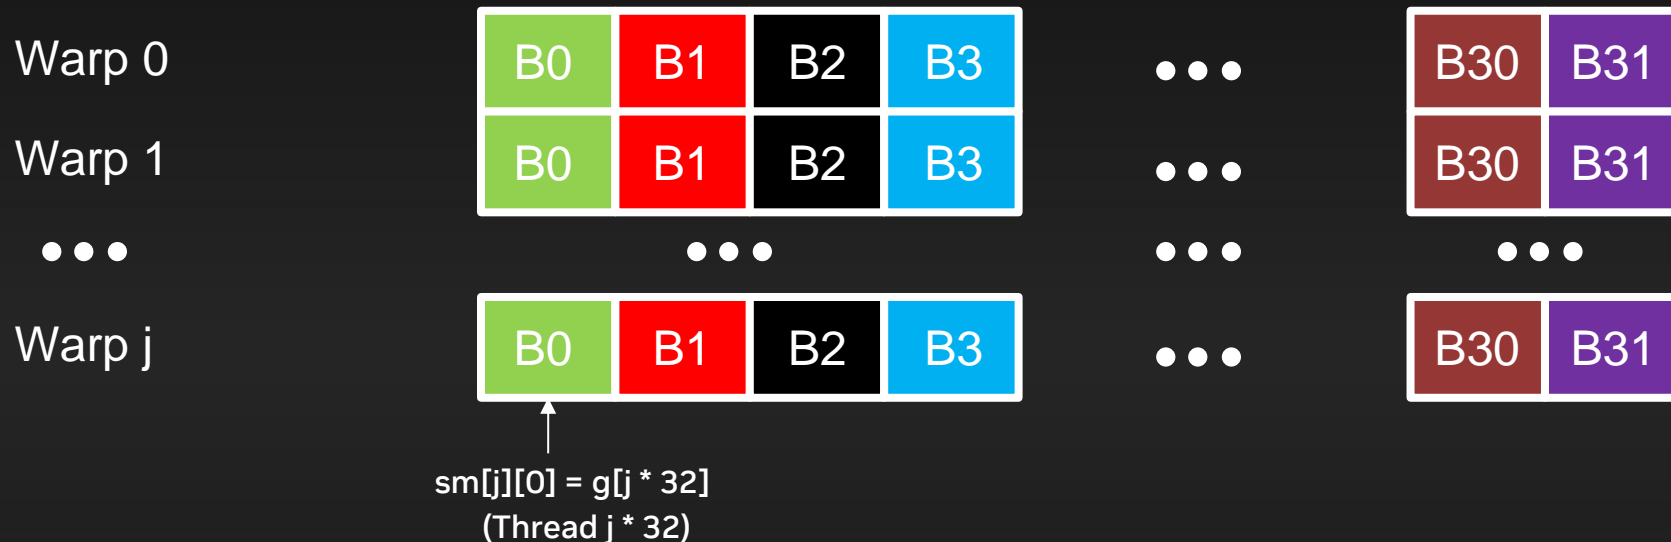 Warp 0 B0 B1 B2 B3 ••• B30 B31
Warp 1 B0 B1 B2 B3 ••• B30 B31
••• ••• ••• •••
Warp j B0 B1 B2 B3 ••• B30 B31
sm[j][0] = g[j * 32]
(Thread j * 32)